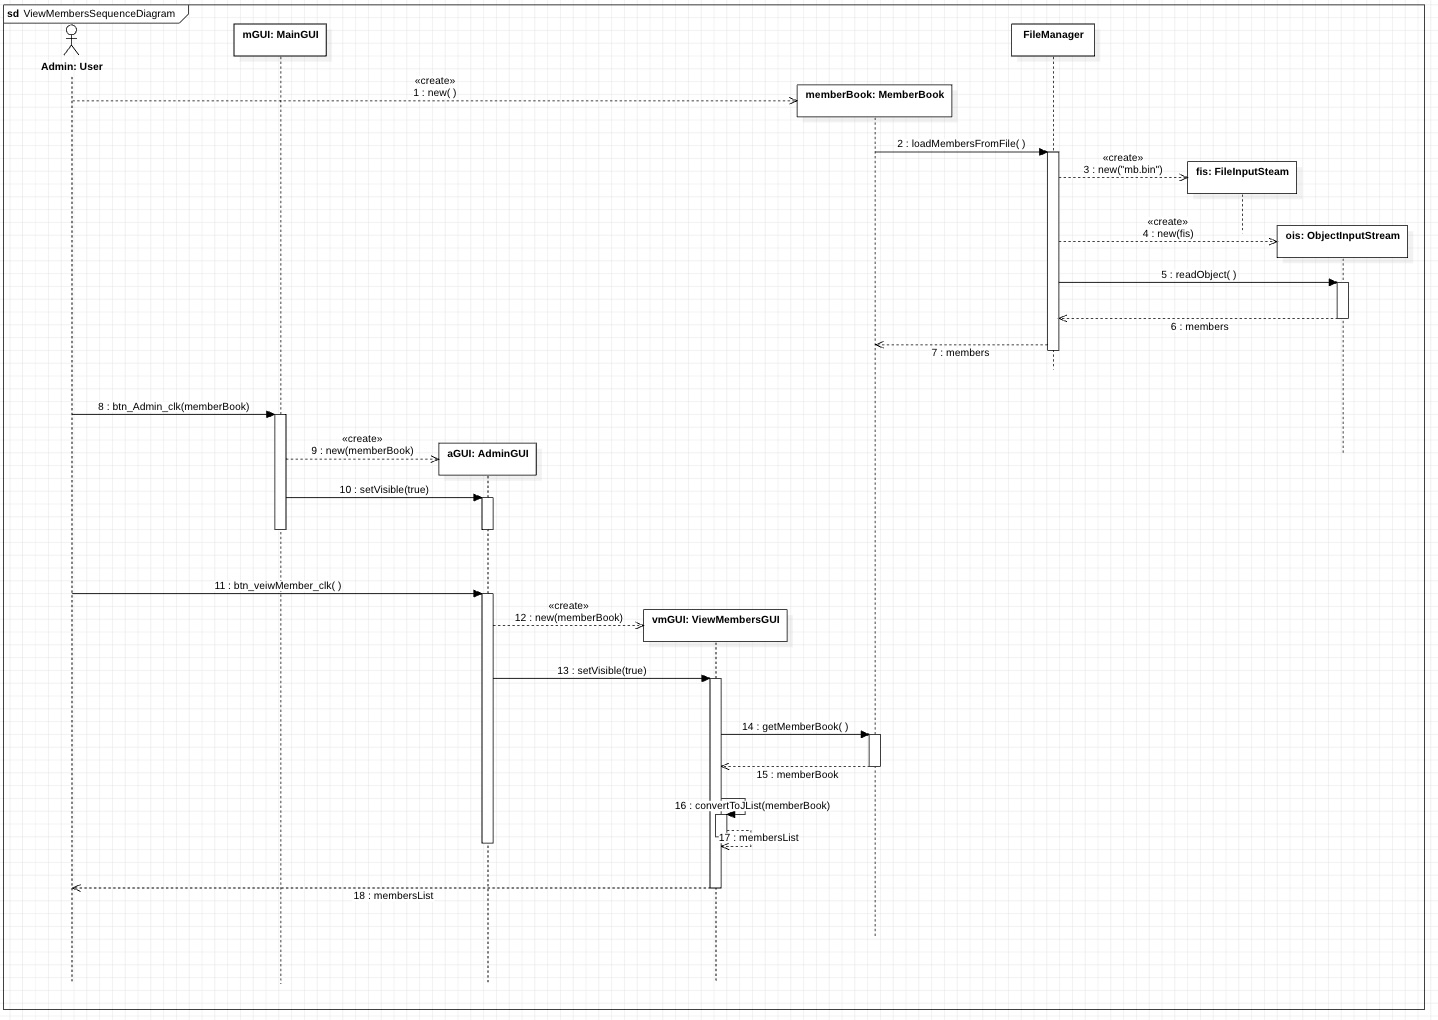 sd ViewMembersSequenceDiagram
mGUI: MainGUI
FileManager
Admin: User
«create»
1 : new( )
memberBook: MemberBook
2 : loadMembersFromFile( )
«create»
3 : new("mb.bin")
fis: FileInputSteam
«create»
4 : new(fis)
ois: ObjectInputStream
5 : readObject( )
6 : members
7 : members
8 : btn_Admin_clk(memberBook)
«create»
9 : new(memberBook)
aGUI: AdminGUI
10 : setVisible(true)
11 : btn_veiwMember_clk( )
«create»
12 : new(memberBook)
vmGUI: ViewMembersGUI
13 : setVisible(true)
14 : getMemberBook( )
15 : memberBook
16 : convertToJList(memberBook)
17 : membersList
18 : membersList